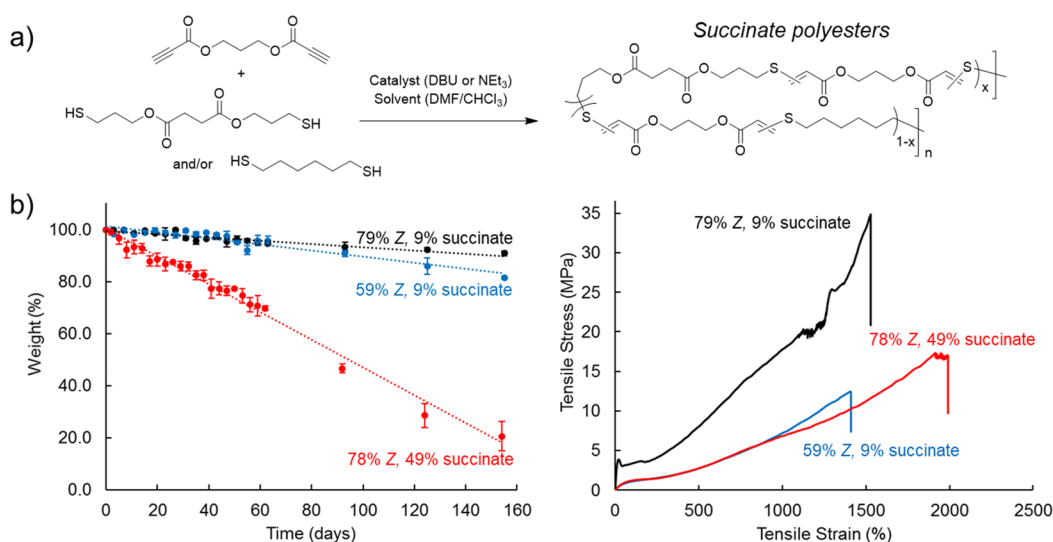 a)
O
O
O
O
+
HS
O
O
O
O
SH
and/or
HS
SH
Catalyst (DBU or NEt₃)
Solvent (DMF/CHCl₃)
Succinate polyesters
O
O
O
O
S
O
O
O
O
S
x
S
O
O
O
O
S
1-x
n
b)
100.0
80.0
60.0
40.0
20.0
0.0
Weight (%)
79% Z, 9% succinate
59% Z, 9% succinate
78% Z, 49% succinate
0 20 40 60 80 100 120 140 160
Time (days)
35
30
25
20
15
10
5
0
Tensile Stress (MPa)
79% Z, 9% succinate
78% Z, 49% succinate
59% Z, 9% succinate
0 500 1000 1500 2000 2500
Tensile Strain (%)